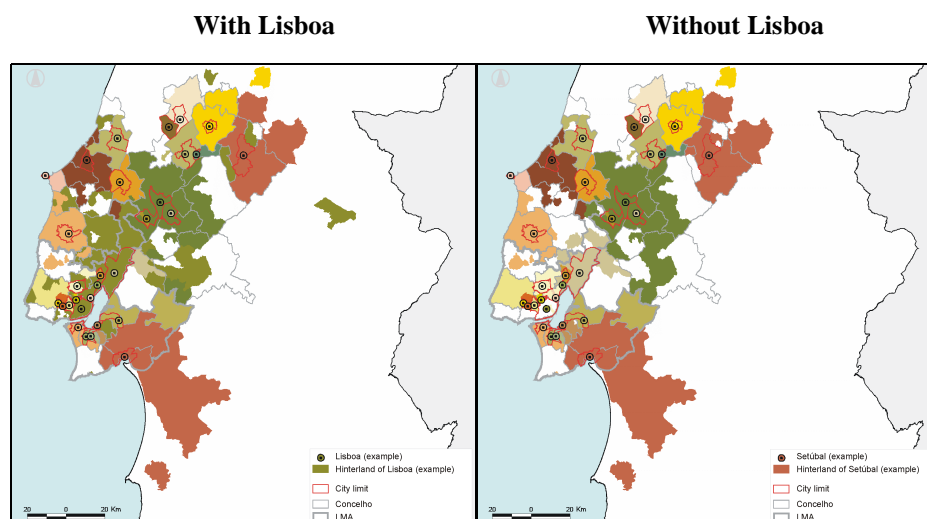 With Lisboa
Without Lisboa
Lisboa (example)
Hinterland of Lisboa (example)
City limit
Concelho
LMA
20 0 20 Km
Setúbal (example)
Hinterland of Setúbal (example)
City limit
Concelho
LMA
20 0 20 Km